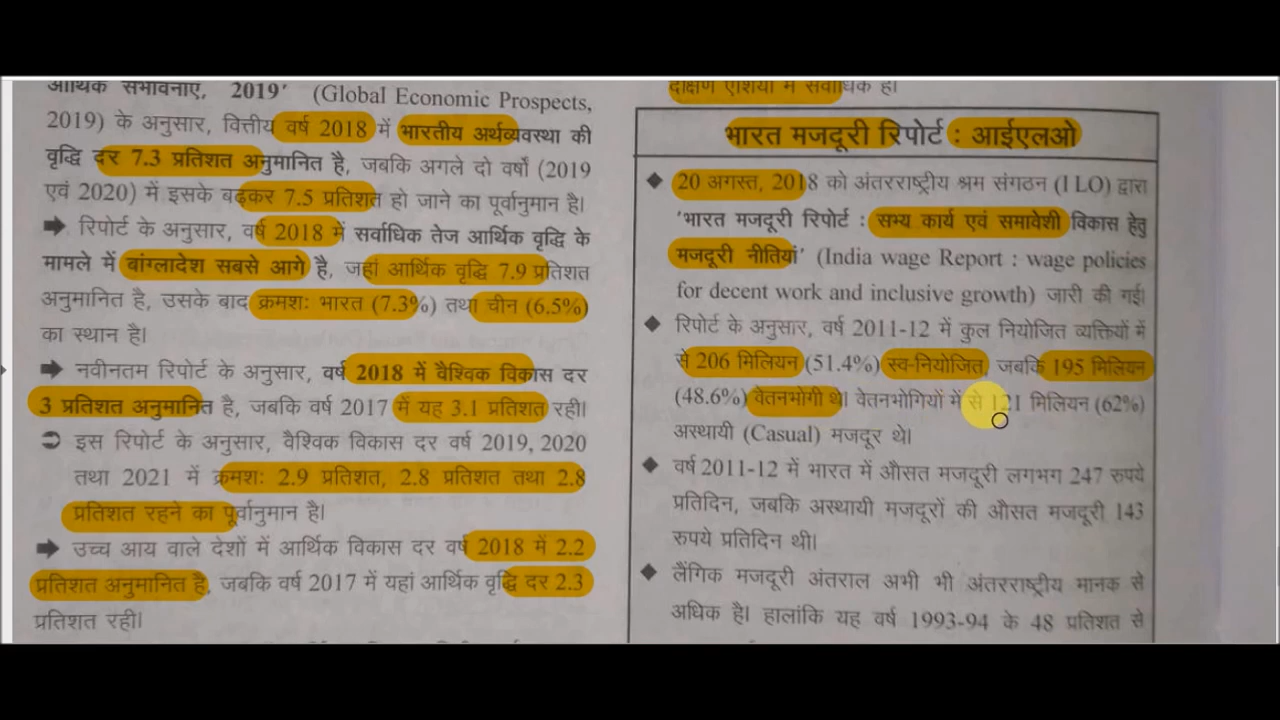 आर्थिक संभावनाएं, 2019’ (Global Economic Prospects,
2019) के अनुसार, वित्तीय वर्ष 2018 में भारतीय अर्थव्यवस्था की
वृद्धि दर 7.3 प्रतिशत अनुमानित है, जबकि अगले दो वर्षों (2019
एवं 2020) में इसके बढ़कर 7.5 प्रतिशत हो जाने का पूर्वानुमान है।
➡ रिपोर्ट के अनुसार, वर्ष 2018 में सर्वाधिक तेज आर्थिक वृद्धि के
मामले में बांग्लादेश सबसे आगे है, जहां आर्थिक वृद्धि 7.9 प्रतिशत
अनुमानित है, उसके बाद क्रमशः भारत (7.3%) तथा चीन (6.5%)
का स्थान है।
➡ नवीनतम रिपोर्ट के अनुसार, वर्ष 2018 में वैश्विक विकास दर
3 प्रतिशत अनुमानित है, जबकि वर्ष 2017 में यह 3.1 प्रतिशत रही।
➲ इस रिपोर्ट के अनुसार, वैश्विक विकास दर वर्ष 2019, 2020
तथा 2021 में क्रमशः 2.9 प्रतिशत, 2.8 प्रतिशत तथा 2.8
प्रतिशत रहने का पूर्वानुमान है।
➡ उच्च आय वाले देशों में आर्थिक विकास दर वर्ष 2018 में 2.2
प्रतिशत अनुमानित है, जबकि वर्ष 2017 में यहां आर्थिक वृद्धि दर 2.3
प्रतिशत रही।
दक्षिण एशिया में सर्वाधिक है।
भारत मजदूरी रिपोर्ट : आईएलओ
◆ 20 अगस्त, 2018 को अंतरराष्ट्रीय श्रम संगठन (I LO) द्वारा
‘भारत मजदूरी रिपोर्ट : सभ्य कार्य एवं समावेशी विकास हेतु
मजदूरी नीतियां’ (India wage Report : wage policies
for decent work and inclusive growth) जारी की गई।
◆ रिपोर्ट के अनुसार, वर्ष 2011-12 में कुल नियोजित व्यक्तियों में
से 206 मिलियन (51.4%) स्व-नियोजित, जबकि 195 मिलियन
(48.6%) वेतनभोगी थे। वेतनभोगियों में से 121 मिलियन (62%)
अस्थायी (Casual) मजदूर थे।
◆ वर्ष 2011-12 में भारत में औसत मजदूरी लगभग 247 रुपये
प्रतिदिन, जबकि अस्थायी मजदूरों की औसत मजदूरी 143
रुपये प्रतिदिन थी।
◆ लैंगिक मजदूरी अंतराल अभी भी अंतरराष्ट्रीय मानक से
अधिक है। हालांकि यह वर्ष 1993-94 के 48 प्रतिशत से